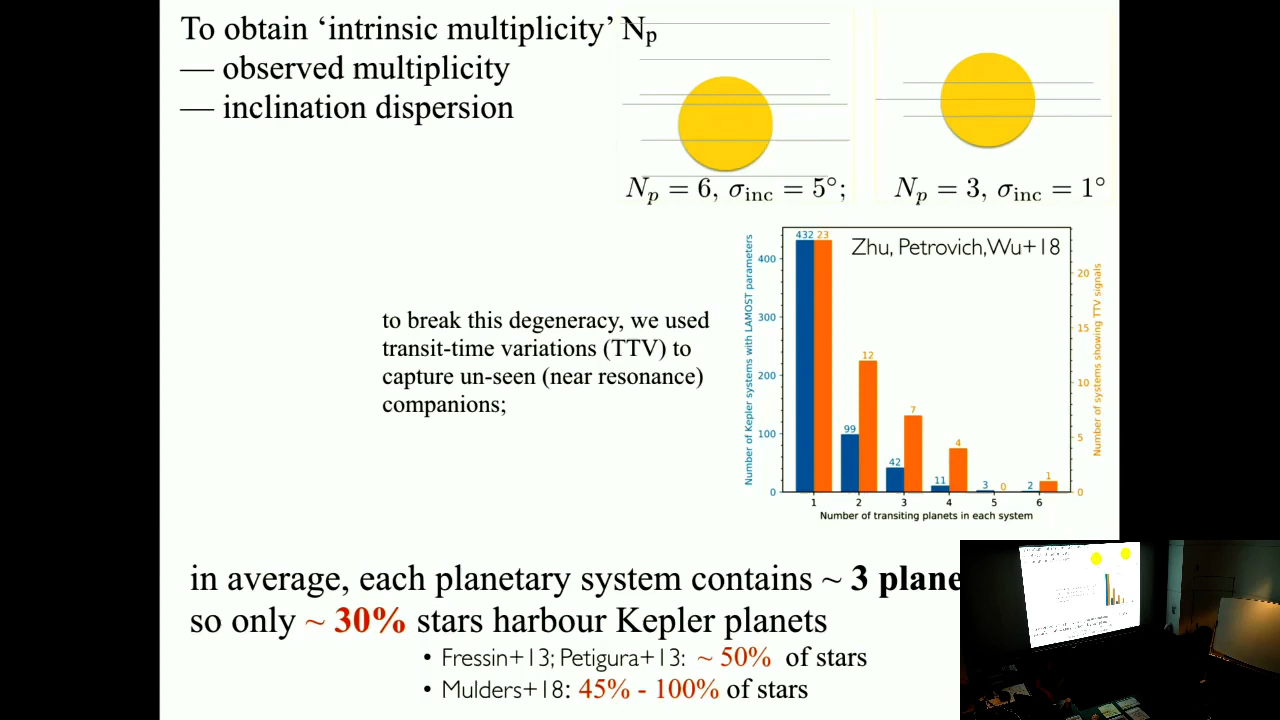 To obtain ‘intrinsic multiplicity’ Np
— observed multiplicity
— inclination dispersion
Np = 6, σinc = 5°;
Np = 3, σinc = 1°
to break this degeneracy, we used
transit-time variations (TTV) to
capture un-seen (near resonance)
companions;
Zhu, Petrovich,Wu+18
Number of Kepler systems with LAMOST parameters
400
300
200
100
0
432 23
99 12
42 7
11 4
3 0
2 1
20
15
10
5
0
Number of systems showing TTV signals
1 2 3 4 5 6
Number of transiting planets in each system
in average, each planetary system contains ~ 3 plane
so only ~ 30% stars harbour Kepler planets
• Fressin+13; Petigura+13: ~ 50% of stars
• Mulders+18: 45% - 100% of stars